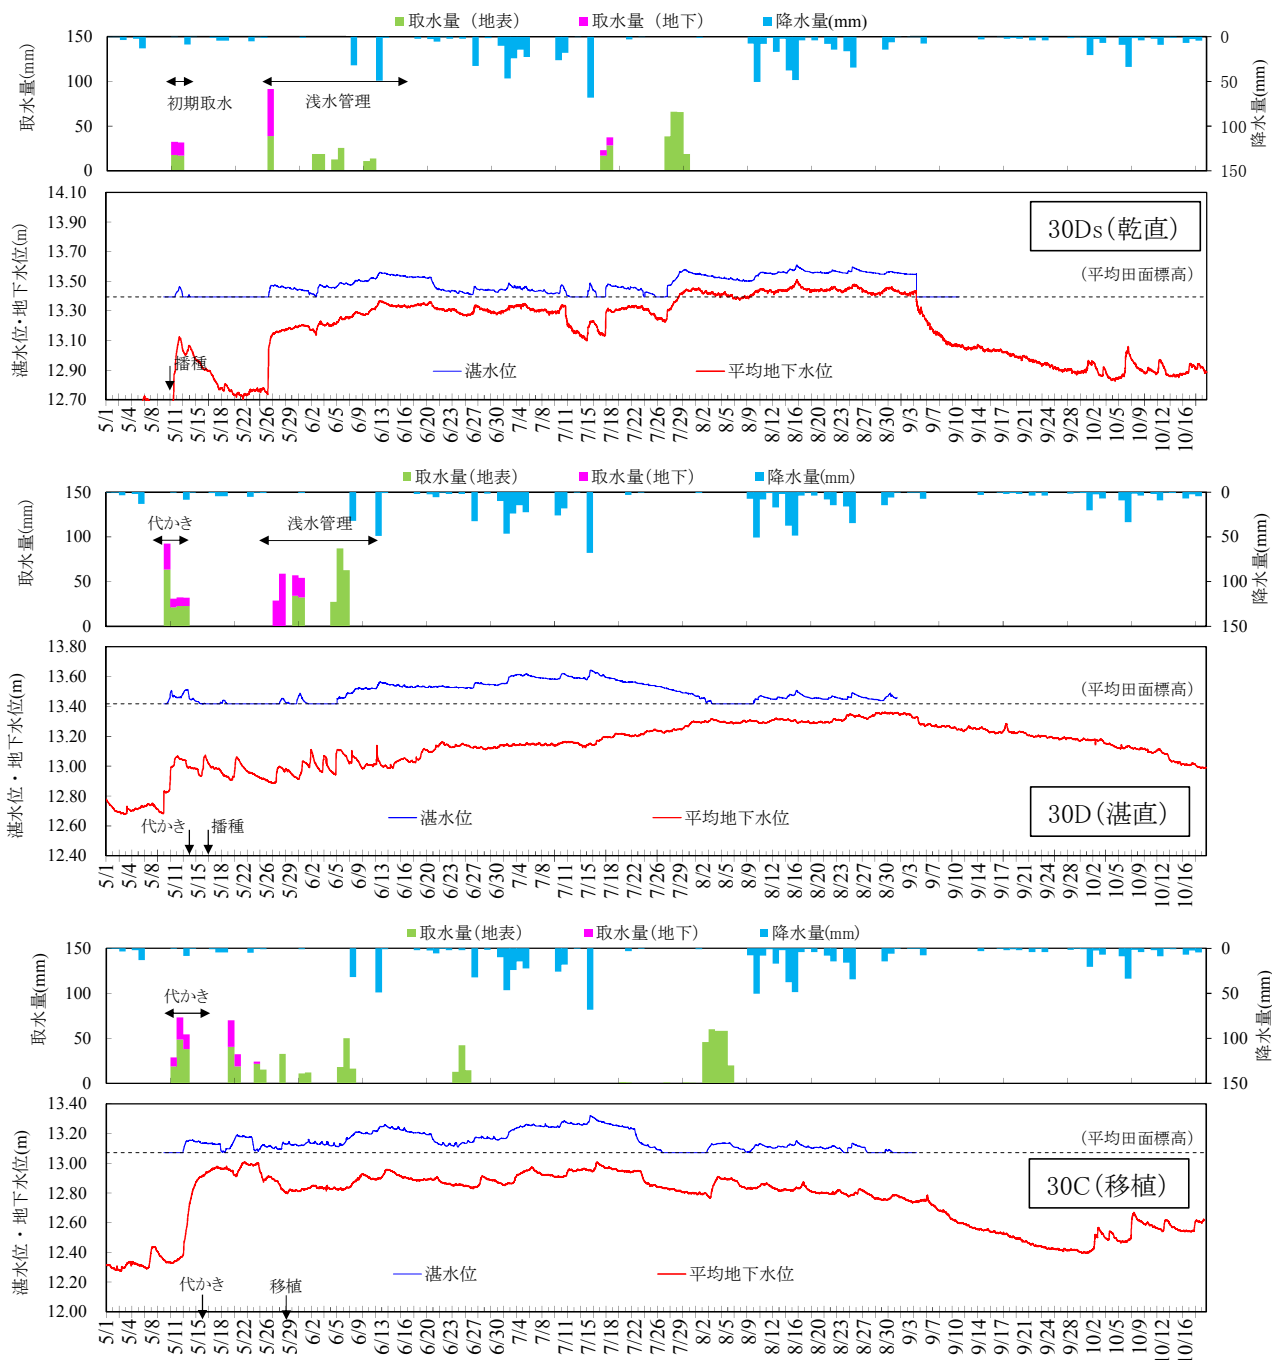 取水量（地表） 取水量（地下） 降水量(mm)
取水量(mm)
150
100
50
0
初期取水 浅水管理
0
50
100
150
降水量(mm)
湛水位・地下水位(m)
14.10
13.90
13.70
13.50
13.30
13.10
12.90
12.70
30Ds（乾直）
（平均田面標高）
播種
湛水位 平均地下水位
5/1 5/4 5/8 5/11 5/15 5/18 5/22 5/26 5/29 6/2 6/5 6/9 6/13 6/16 6/20 6/23 6/27 6/30 7/4 7/8 7/11 7/15 7/18 7/22 7/25 7/29 8/2 8/5 8/9 8/12 8/16 8/20 8/23 8/27 8/30 9/3 9/7 9/10 9/14 9/17 9/21 9/24 9/28 10/2 10/5 10/9 10/12 10/16
取水量（地表） 取水量（地下） 降水量(mm)
取水量(mm)
150
100
50
0
代かき 浅水管理
0
50
100
150
降水量(mm)
湛水位・地下水位(m)
13.80
13.60
13.40
13.20
13.00
12.80
12.60
12.40
（平均田面標高）
30D（湛直）
代かき 播種
湛水位 平均地下水位
5/1 5/4 5/8 5/11 5/15 5/18 5/22 5/26 5/29 6/2 6/5 6/9 6/13 6/16 6/20 6/23 6/27 6/30 7/4 7/8 7/11 7/15 7/18 7/22 7/25 7/29 8/2 8/5 8/9 8/12 8/16 8/20 8/23 8/27 8/30 9/3 9/7 9/10 9/14 9/17 9/21 9/24 9/28 10/2 10/5 10/9 10/12 10/16
取水量（地表） 取水量（地下） 降水量(mm)
取水量(mm)
150
100
50
0
代かき
0
50
100
150
降水量(mm)
湛水位・地下水位(m)
13.40
13.20
13.00
12.80
12.60
12.40
12.20
12.00
（平均田面標高）
30C（移植）
代かき 移植
湛水位 平均地下水位
5/1 5/4 5/8 5/11 5/15 5/18 5/22 5/26 5/29 6/2 6/5 6/9 6/13 6/16 6/20 6/23 6/27 6/30 7/4 7/8 7/11 7/15 7/18 7/22 7/25 7/29 8/2 8/5 8/9 8/12 8/16 8/20 8/23 8/27 8/30 9/3 9/7 9/10 9/14 9/17 9/21 9/24 9/28 10/2 10/5 10/9 10/12 10/16